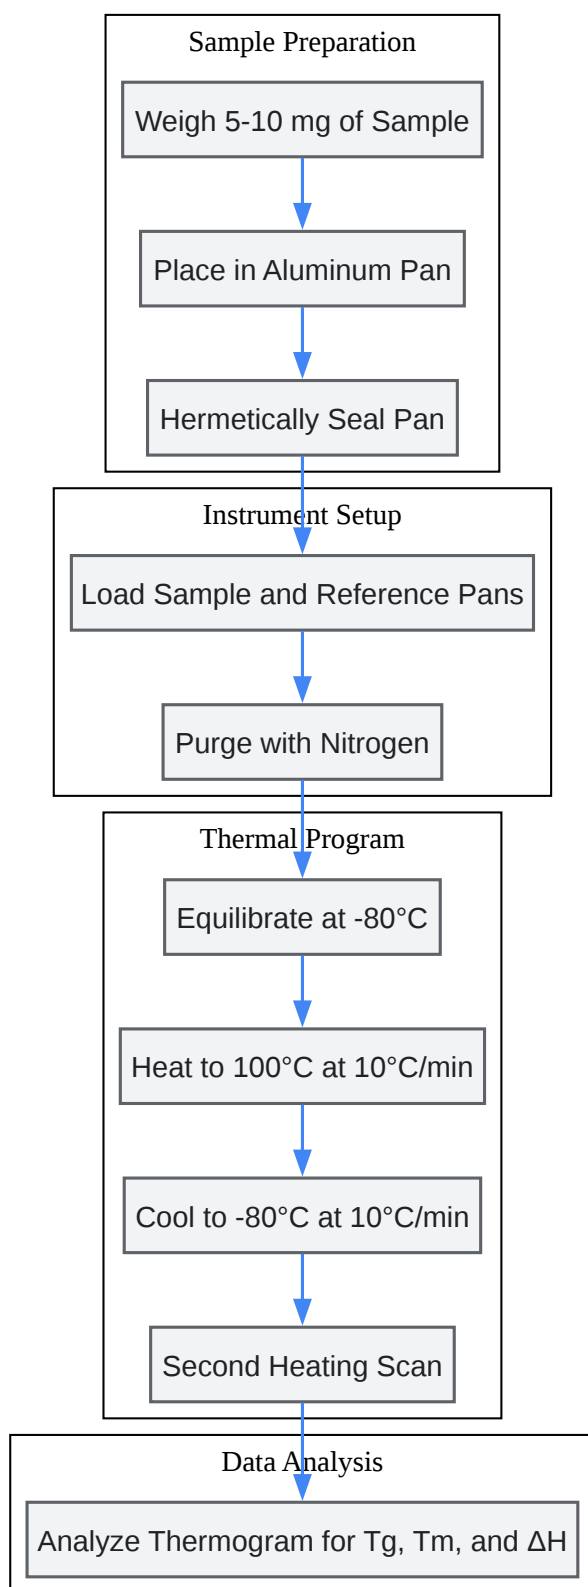 Sample Preparation
Weigh 5-10 mg of Sample
Place in Aluminum Pan
Hermetically Seal Pan
Instrument Setup
Load Sample and Reference Pans
Purge with Nitrogen
Thermal Program
Equilibrate at -80°C
Heat to 100°C at 10°C/min
Cool to -80°C at 10°C/min
Second Heating Scan
Data Analysis
Analyze Thermogram for Tg, Tm, and ΔH